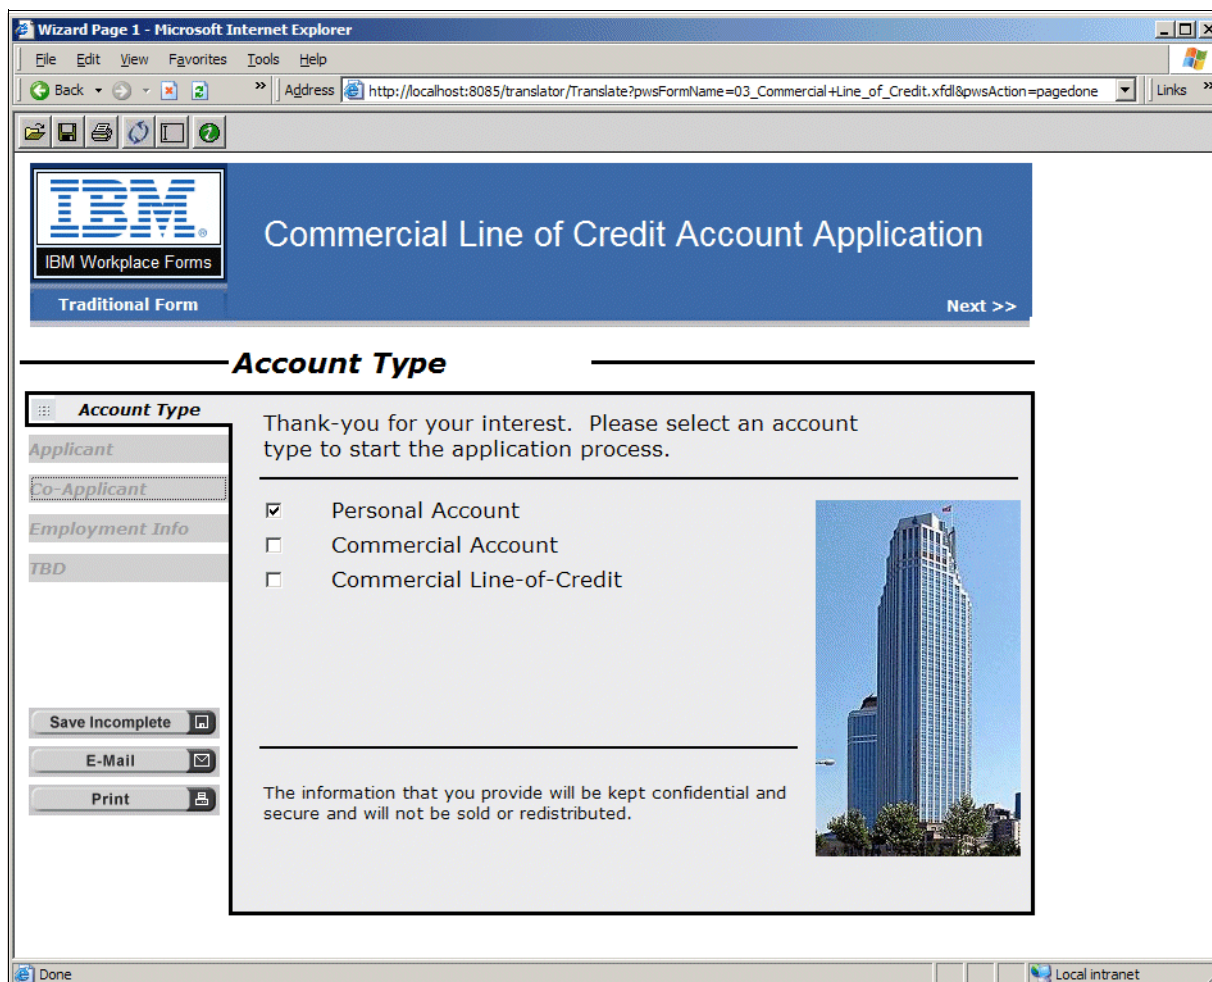 Wizard Page 1 - Microsoft Internet Explorer
File Edit View Favorites Tools Help
Back » Address http://localhost:8085/translator/Translate?pwsFormName=03_Commercial+Line_of_Credit.xfdl&pwsAction=pagedone Links »
IBM
IBM Workplace Forms
Commercial Line of Credit Account Application
Traditional Form
Next >>
Account Type
Account Type
Applicant
Co-Applicant
Employment Info
TBD
Save Incomplete
E-Mail
Print
Thank-you for your interest. Please select an account
type to start the application process.
Personal Account
Commercial Account
Commercial Line-of-Credit
The information that you provide will be kept confidential and
secure and will not be sold or redistributed.
Done Local intranet